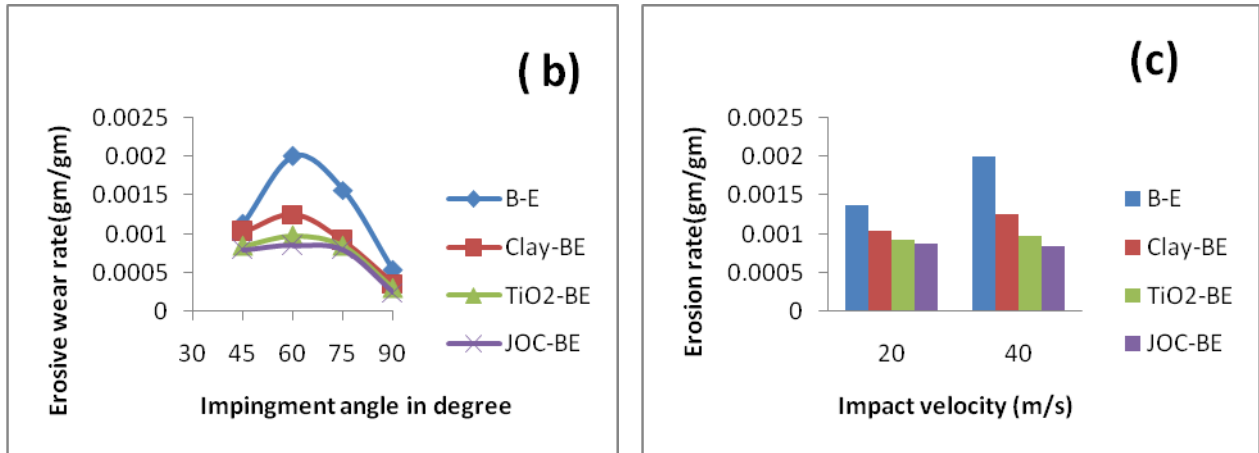 ( b)
Erosive wear rate(gm/gm)
0.0025
0.002
0.0015
0.001
0.0005
0
30 45 60 75 90
Impingment angle in degree
B-E
Clay-BE
TiO2-BE
JOC-BE
(c)
Erosion rate(gm/gm)
0.0025
0.002
0.0015
0.001
0.0005
0
20 40
Impact velocity (m/s)
B-E
Clay-BE
TiO2-BE
JOC-BE